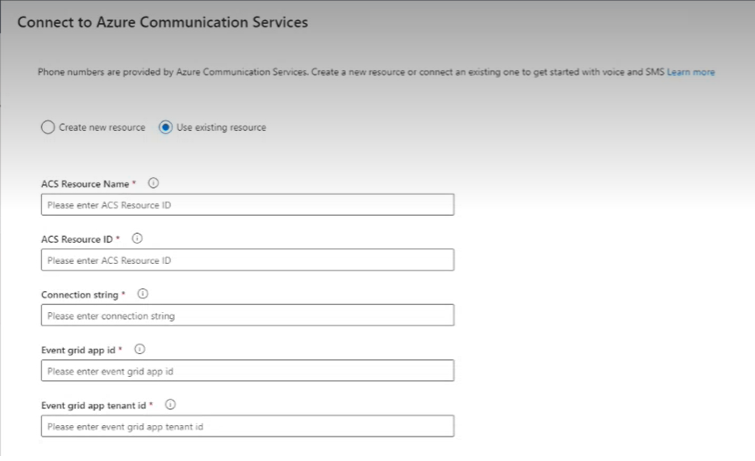 Connect to Azure Communication Services
Phone numbers are provided by Azure Communication Services. Create a new resource or connect an existing one to get started with voice and SMS Learn more
Create new resource Use existing resource
ACS Resource Name *
Please enter ACS Resource ID
ACS Resource ID *
Please enter ACS Resource ID
Connection string *
Please enter connection string
Event grid app id *
Please enter event grid app id
Event grid app tenant id *
Please enter event grid app tenant id